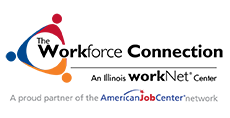 The Workforce Connection
An Illinois workNet® Center
A proud partner of the AmericanJobCenter® network